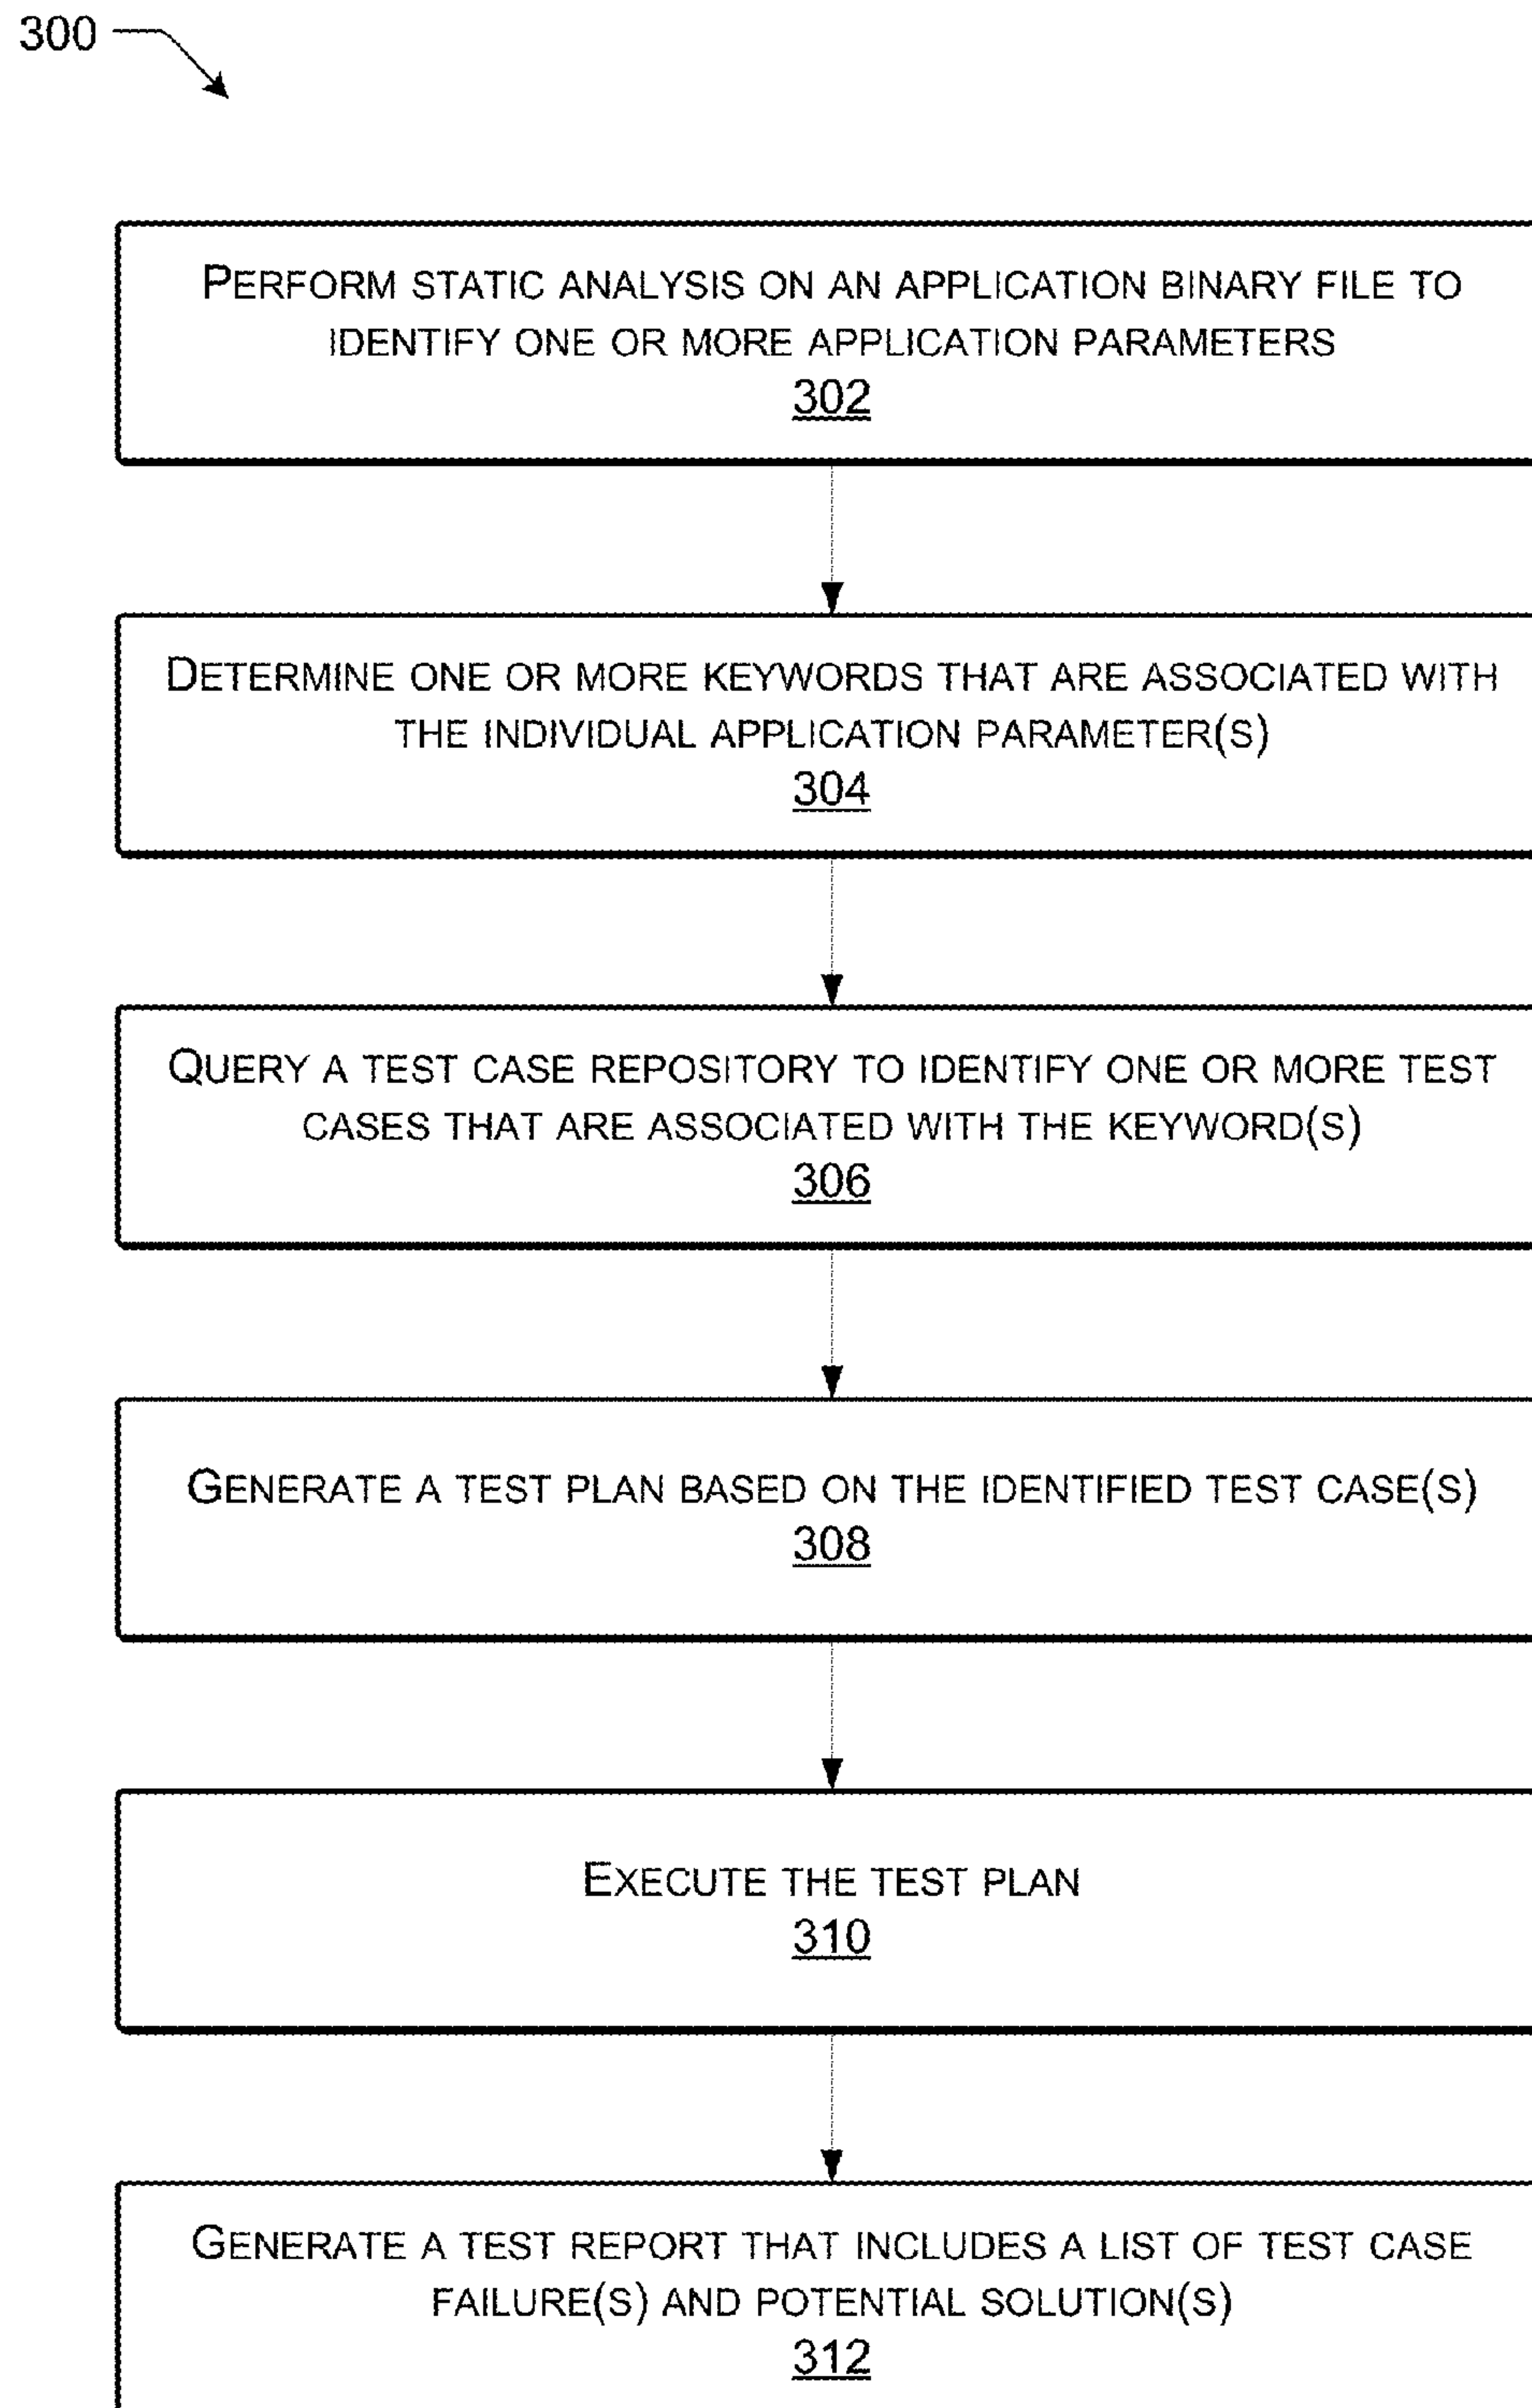 300
PERFORM STATIC ANALYSIS ON AN APPLICATION BINARY FILE TO
IDENTIFY ONE OR MORE APPLICATION PARAMETERS
302
DETERMINE ONE OR MORE KEYWORDS THAT ARE ASSOCIATED WITH
THE INDIVIDUAL APPLICATION PARAMETER(S)
304
QUERY A TEST CASE REPOSITORY TO IDENTIFY ONE OR MORE TEST
CASES THAT ARE ASSOCIATED WITH THE KEYWORD(S)
306
GENERATE A TEST PLAN BASED ON THE IDENTIFIED TEST CASE(S)
308
EXECUTE THE TEST PLAN
310
GENERATE A TEST REPORT THAT INCLUDES A LIST OF TEST CASE
FAILURE(S) AND POTENTIAL SOLUTION(S)
312